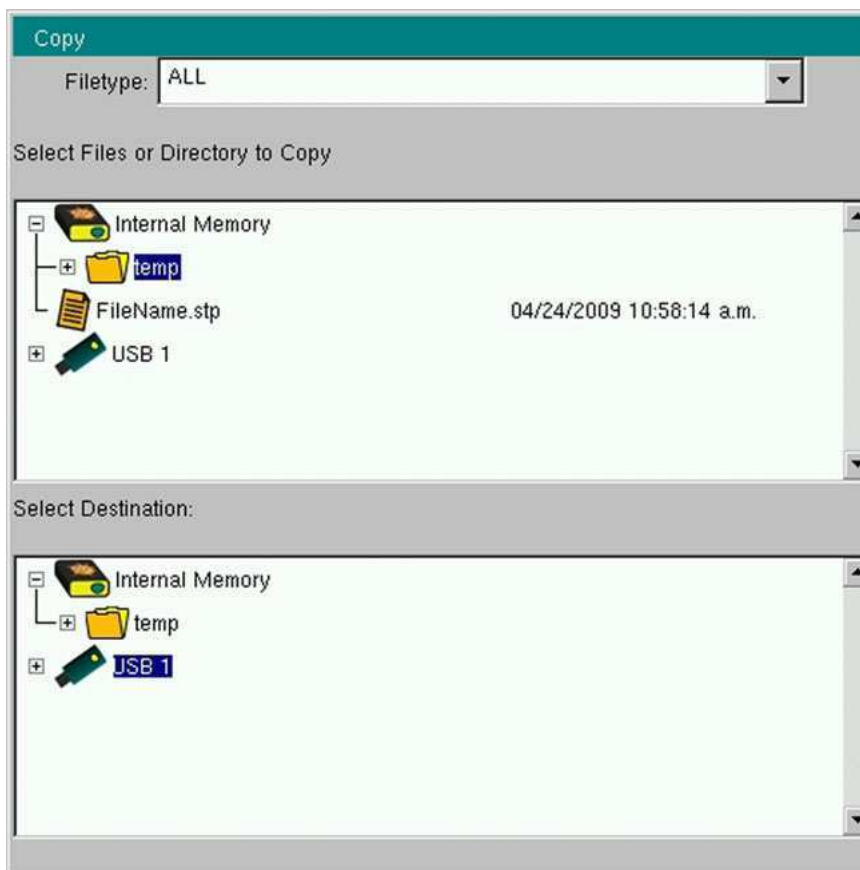 Copy
Filetype: ALL
Select Files or Directory to Copy
Internal Memory
temp
FileName.stp 04/24/2009 10:58:14 a.m.
USB 1
Select Destination:
Internal Memory
temp
USB 1